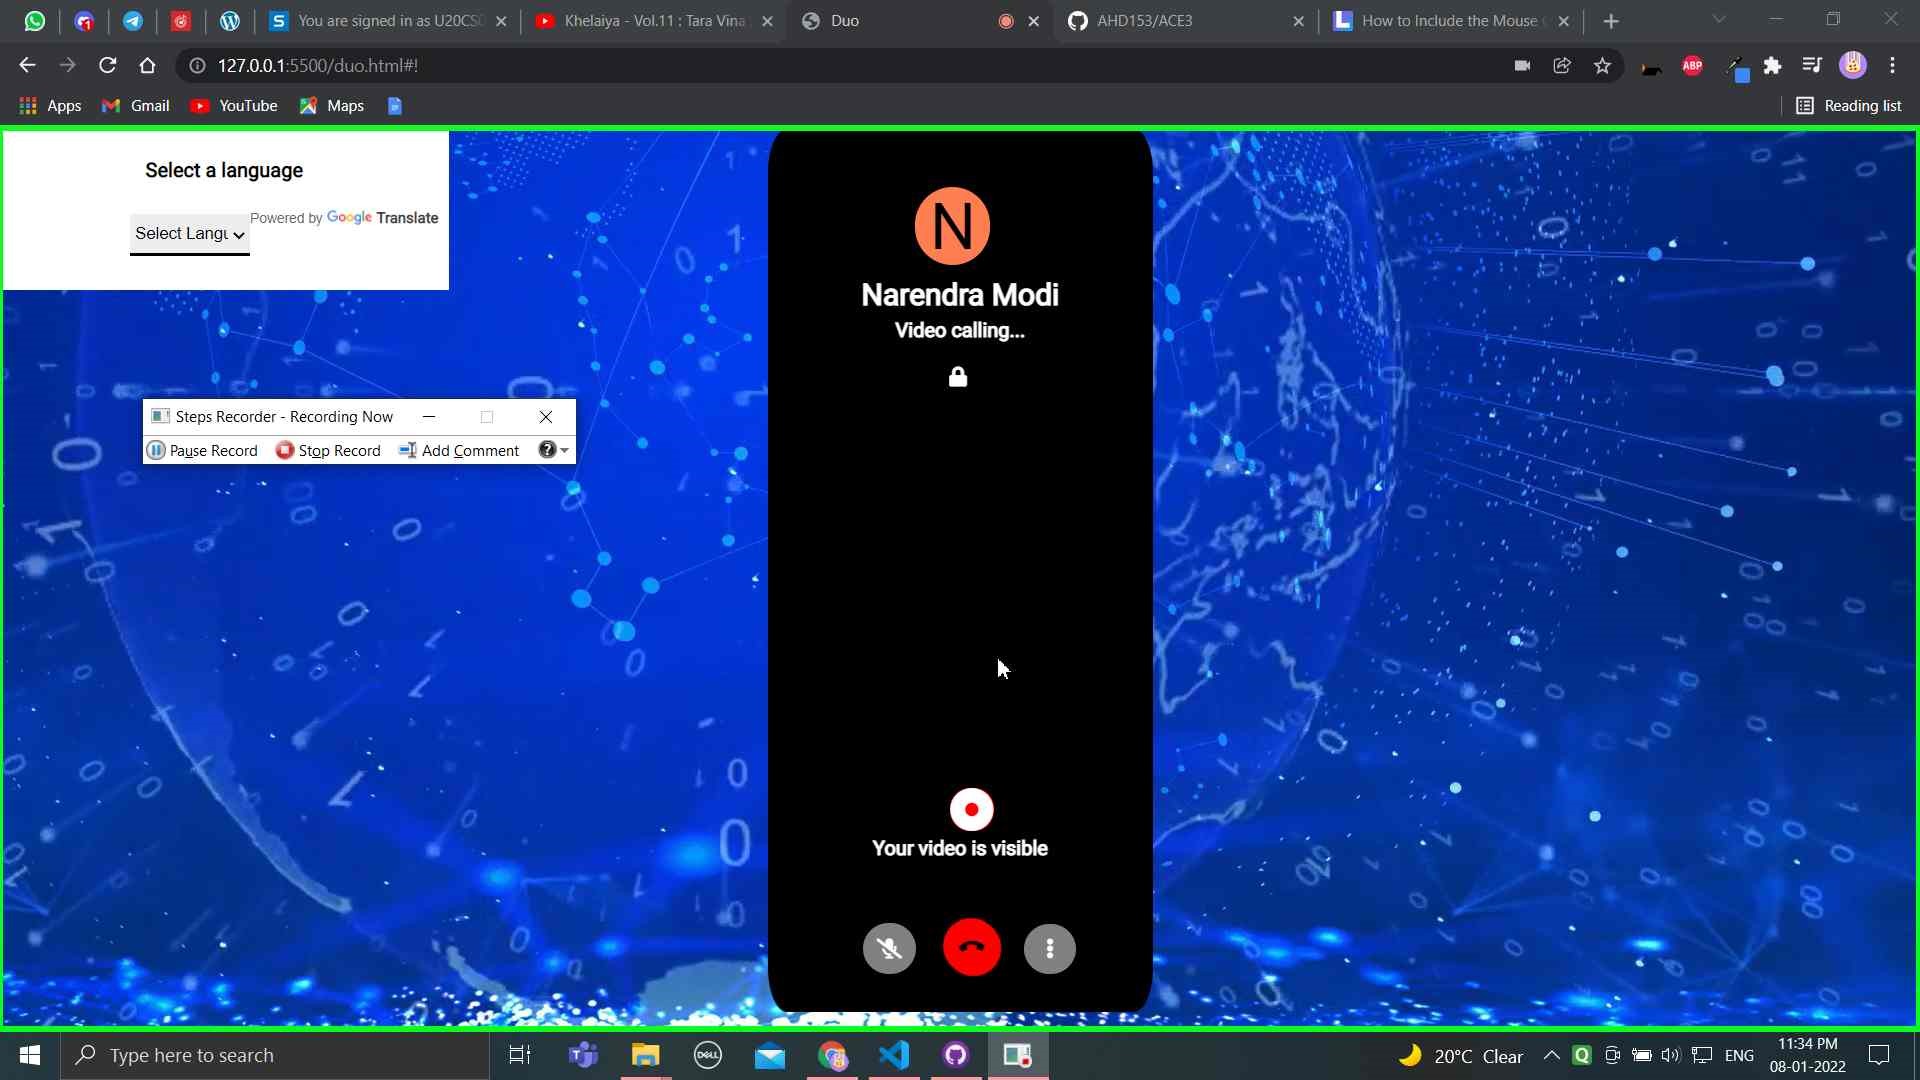 You are signed in as U20CS
Khelaiya - Vol.11 : Tara Vina
Duo
AHD153/ACE3
How to Include the Mouse
127.0.0.1:5500/duo.html#!
ABP
Apps
Gmail
YouTube
Maps
Reading list
Select a language
Select Langu
Powered by Google Translate
N
Narendra Modi
Video calling...
Steps Recorder - Recording Now
Pause Record
Stop Record
Add Comment
Your video is visible
Type here to search
DELL
20°C Clear
ENG
11:34 PM
08-01-2022